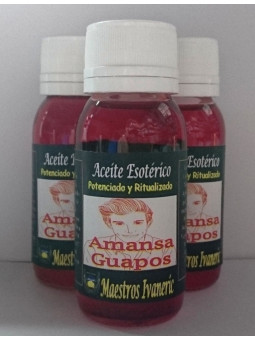 Aceite Esotérico
Potenciado y Ritualizado
Amansa
Guapos
Maestros Ivaneric